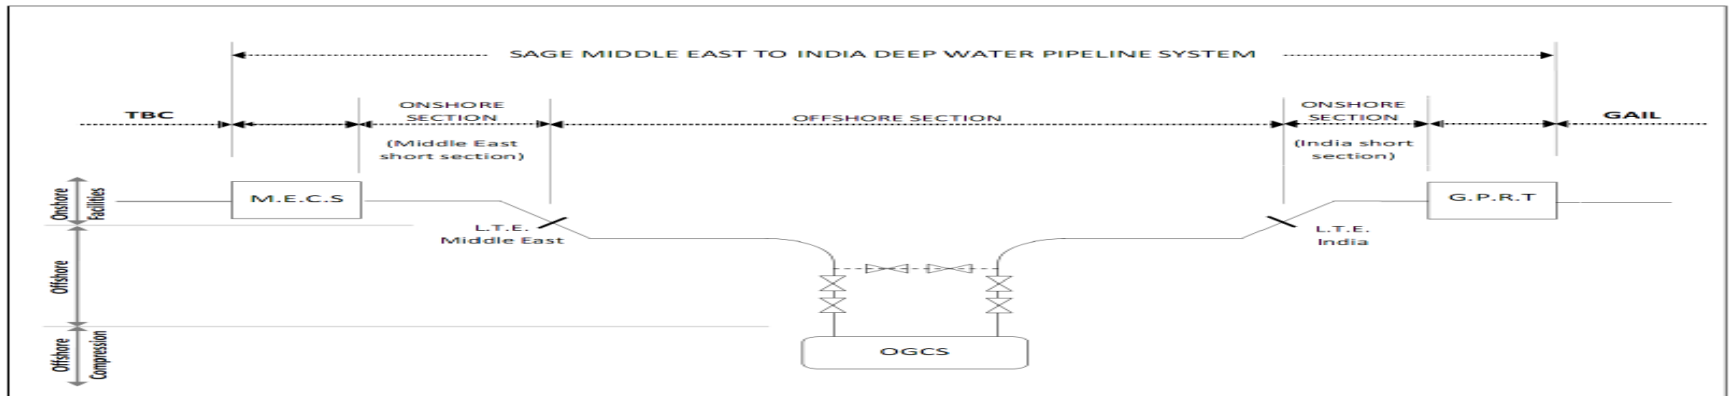 SAGE MIDDLE EAST TO INDIA DEEP WATER PIPELINE SYSTEM
TBC
ONSHORE
SECTION
(Middle East
short section)
OFFSHORE SECTION
ONSHORE
SECTION
(India short
section)
GAIL
Onshore
Facilities
M.E.C.S
G.P.R.T
L.T.E.
Middle East
L.T.E.
India
Offshore
Offshore
Compression
OGCS